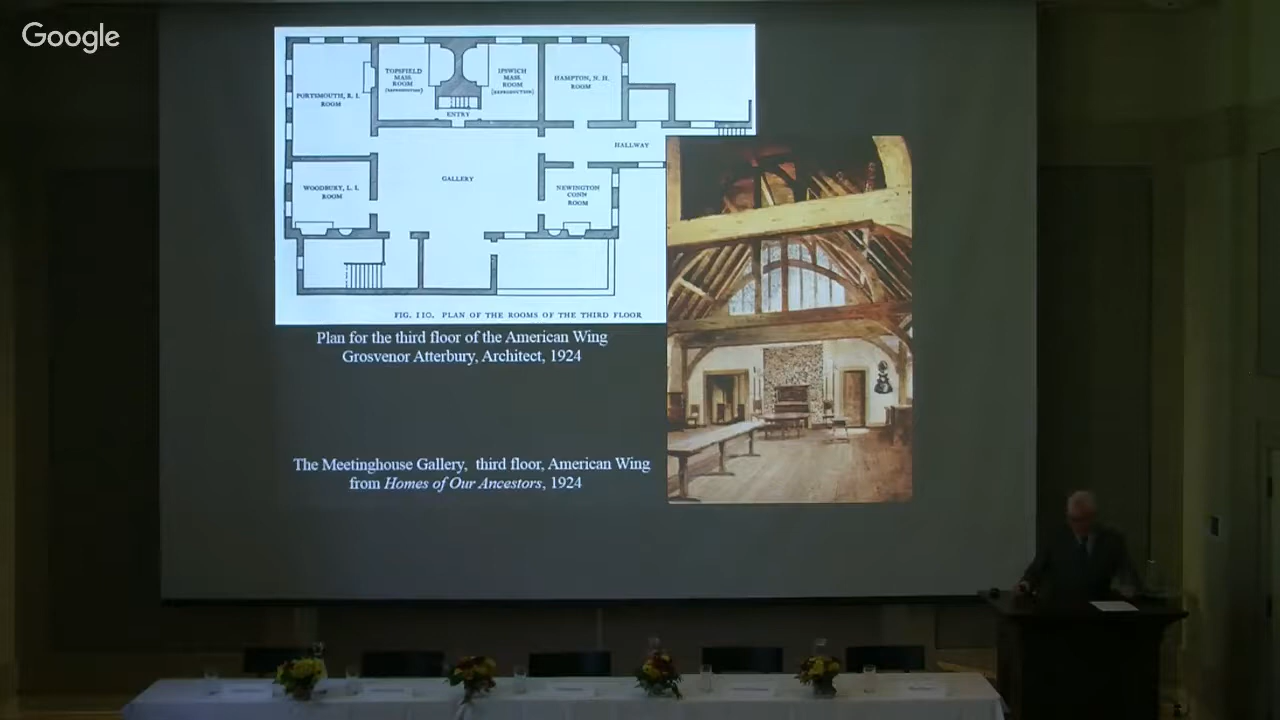 Google
PORTSMOUTH, R. I.
ROOM
TOPSFIELD
MASS.
ROOM
(REPRODUCTION)
IPSWICH
MASS.
ROOM
(REPRODUCTION)
HAMPTON, N. H.
ROOM
ENTRY
HALLWAY
GALLERY
WOODBURY, L. I.
ROOM
NEWINGTON
CONN
ROOM
FIG. 110. PLAN OF THE ROOMS OF THE THIRD FLOOR
Plan for the third floor of the American Wing
Grosvenor Atterbury, Architect, 1924
The Meetinghouse Gallery, third floor, American Wing
from Homes of Our Ancestors, 1924